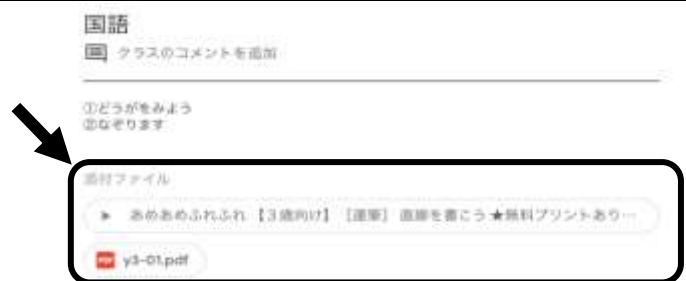 国語
クラスのコメントを追加
①どうがをみよう
②なぞります
添付ファイル
あめあめふれふれ 【3歳向け】 [運筆] 直線を書こう★無料プリントあり…
PDF y3-01.pdf